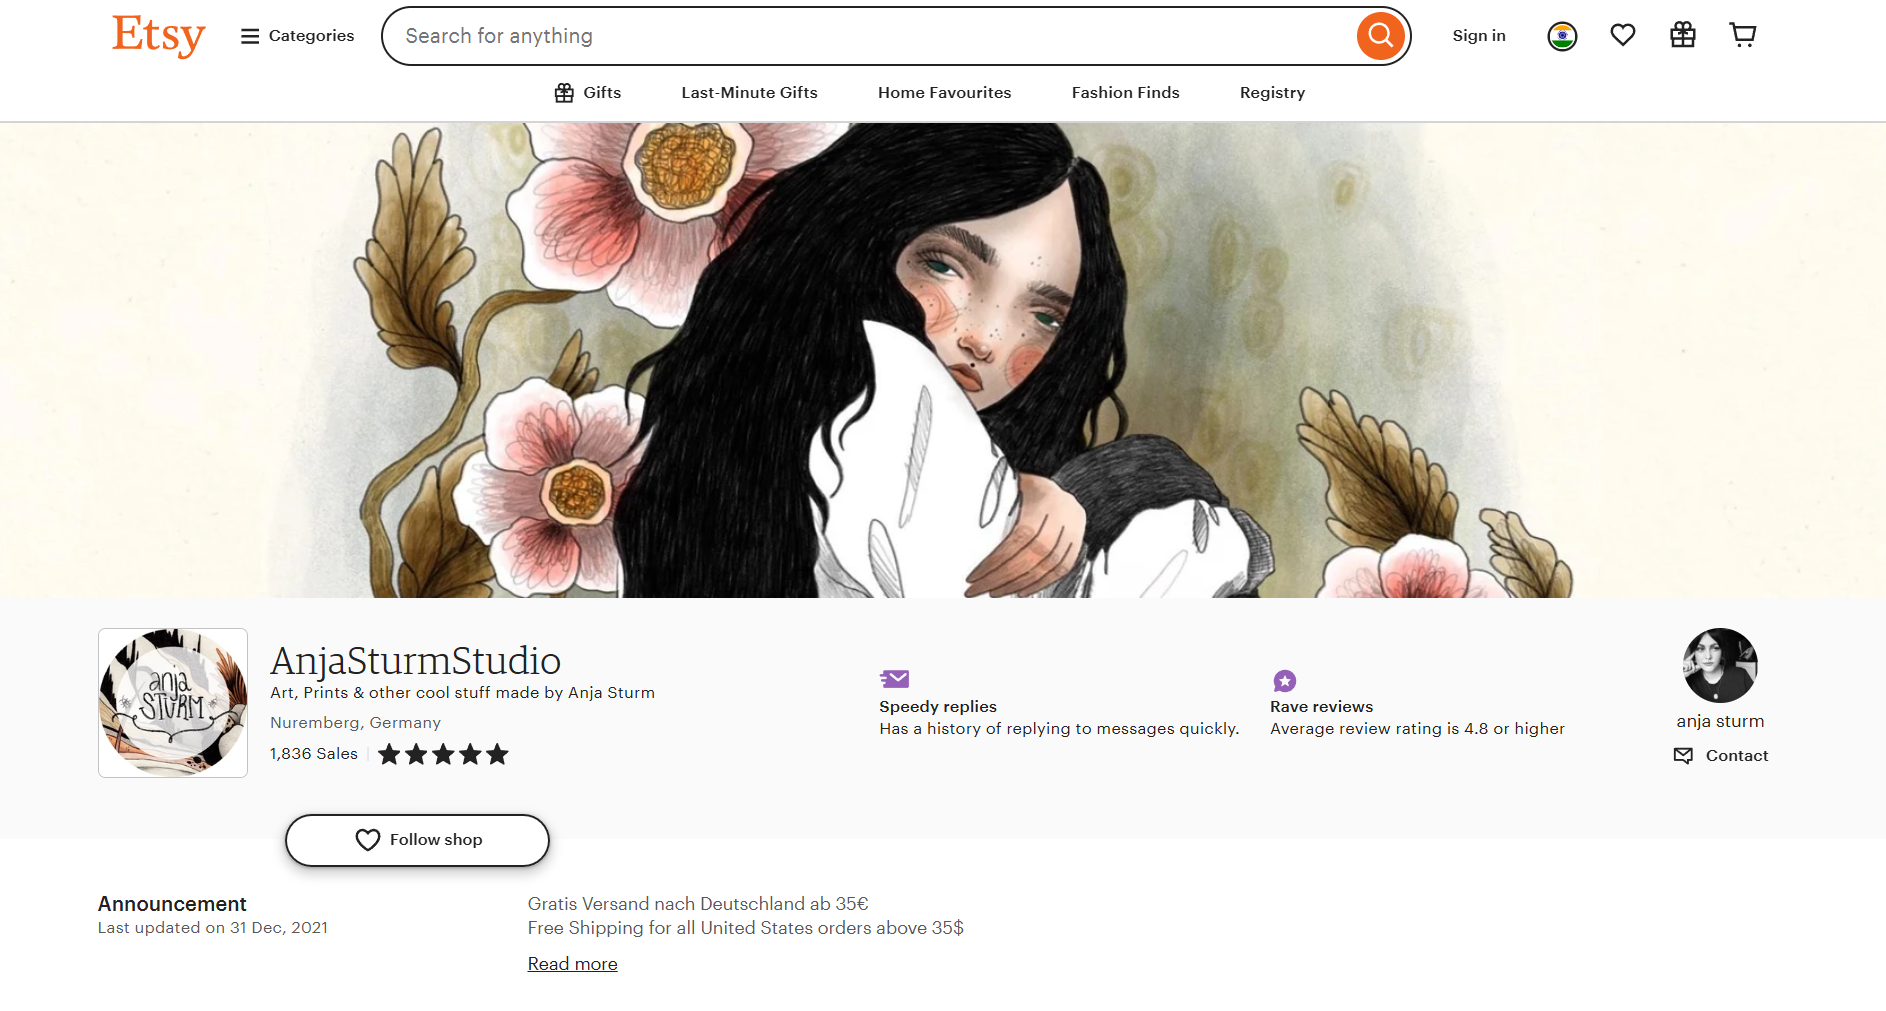 Etsy
Categories
Search for anything
Sign in
Gifts
Last-Minute Gifts
Home Favourites
Fashion Finds
Registry
anja
STURM
AnjaSturmStudio
Art, Prints & other cool stuff made by Anja Sturm
Nuremberg, Germany
1,836 Sales
Speedy replies
Has a history of replying to messages quickly.
Rave reviews
Average review rating is 4.8 or higher
anja sturm
Contact
Follow shop
Announcement
Last updated on 31 Dec, 2021
Gratis Versand nach Deutschland ab 35€
Free Shipping for all United States orders above 35$
Read more